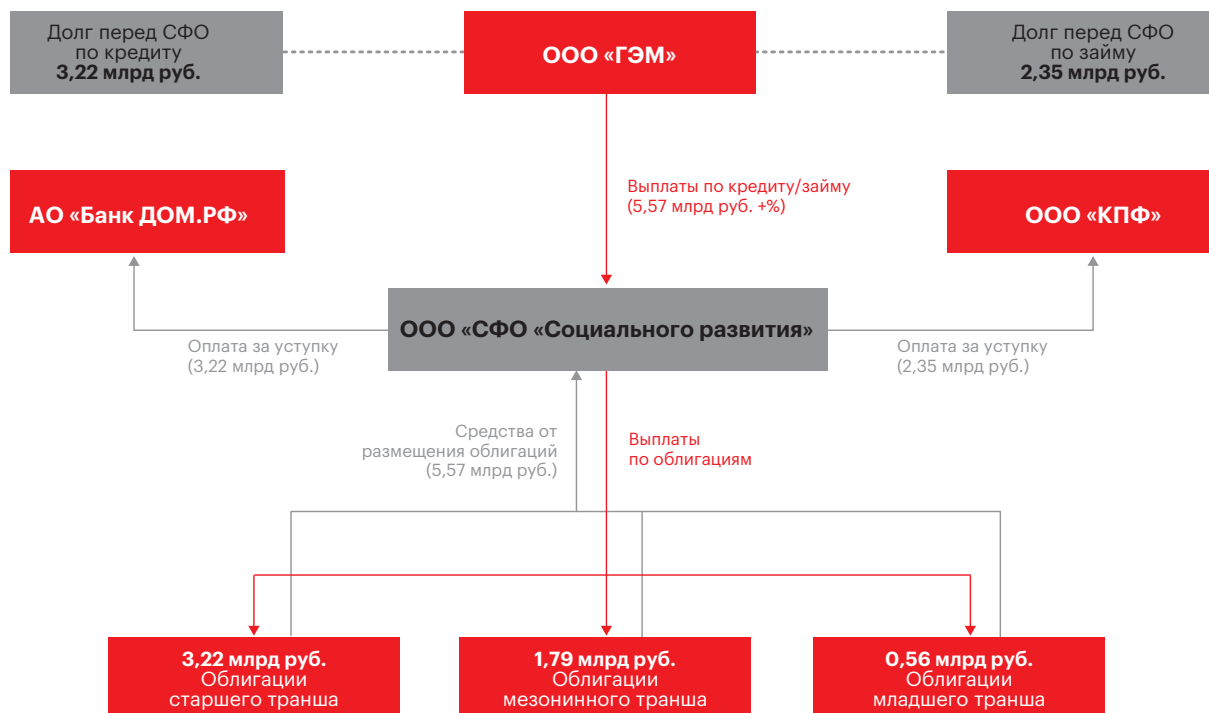 Долг перед СФО
по кредиту
3,22 млрд руб.
ООО «ГЭМ»
Долг перед СФО
по займу
2,35 млрд руб.
Выплаты по кредиту/займу
(5,57 млрд руб. +%)
АО «Банк ДОМ.РФ»
ООО «КПФ»
ООО «СФО «Социального развития»
Оплата за уступку
(3,22 млрд руб.)
Оплата за уступку
(2,35 млрд руб.)
Средства от
размещения облигаций
(5,57 млрд руб.)
Выплаты
по облигациям
3,22 млрд руб.
Облигации
старшего транша
1,79 млрд руб.
Облигации
мезонинного транша
0,56 млрд руб.
Облигации
младшего транша